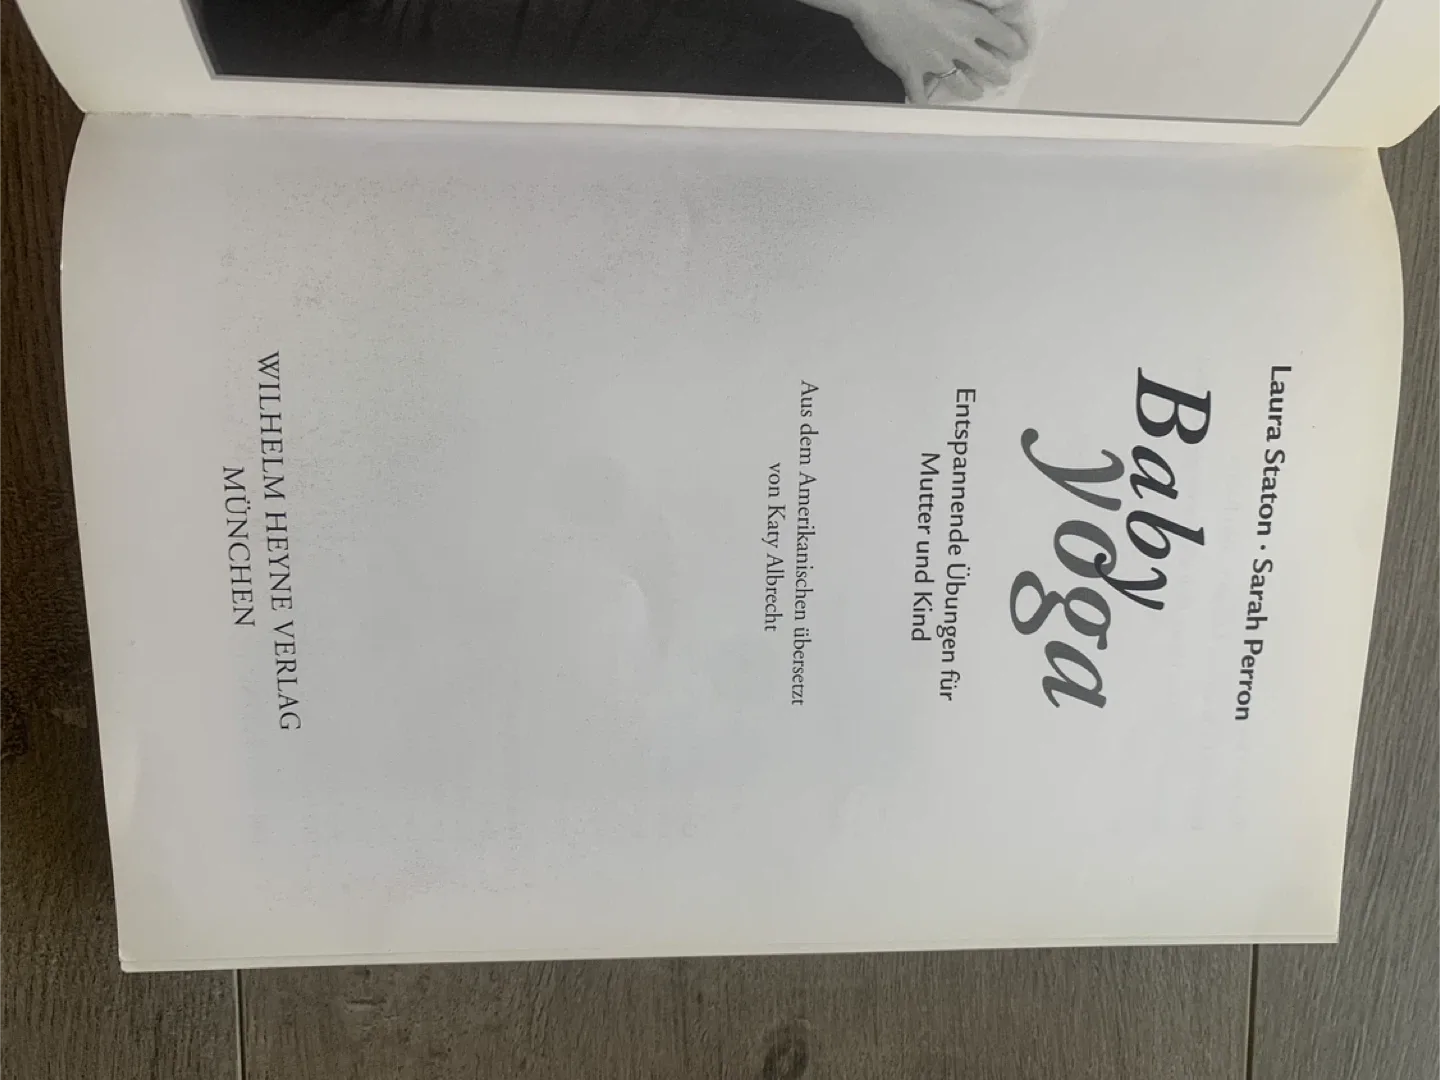 Laura Staton · Sarah Perron
Baby
Yoga
Entspannende Übungen für
Mutter und Kind
Aus dem Amerikanischen übersetzt
von Katy Albrecht
WILHELM HEYNE VERLAG
MÜNCHEN